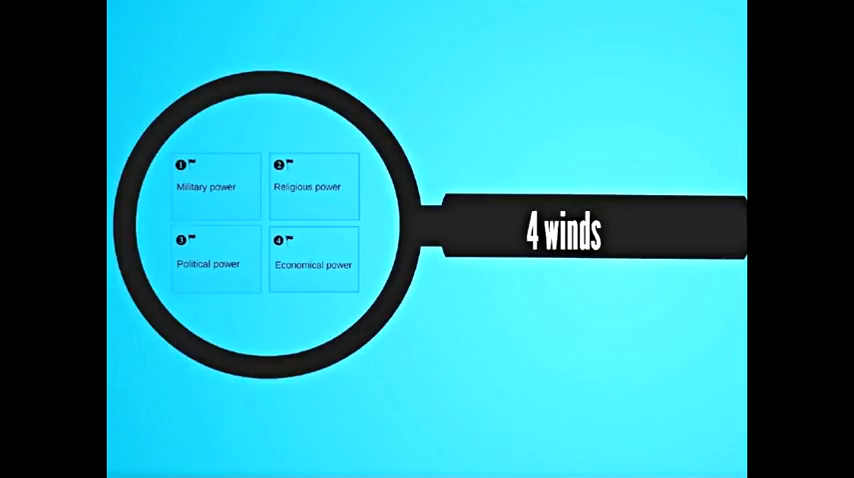 1
Military power
2
Religious power
3
Political power
4
Economical power
4 winds